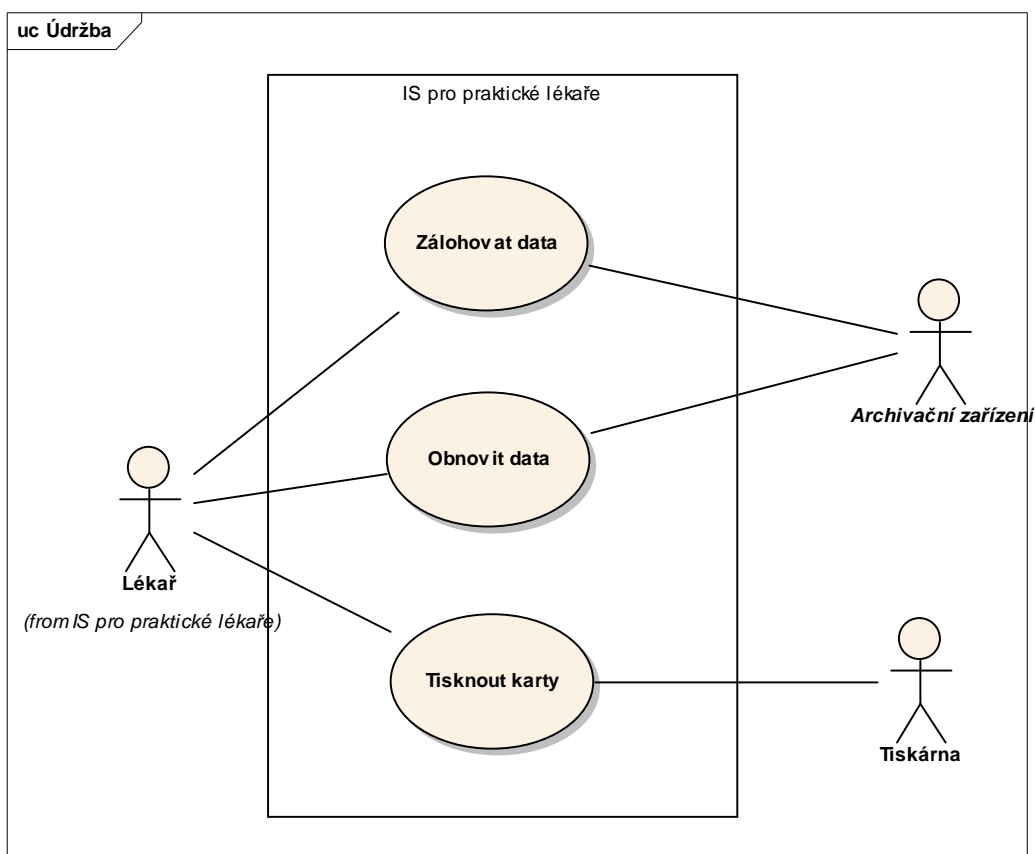 uc Údržba
IS pro praktické lékaře
Zálohovat data
Archivační zařízení
Obnovit data
Lékař
(from IS pro praktické lékaře)
Tisknout karty
Tiskárna